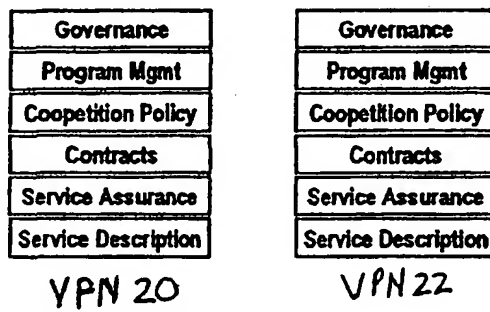 Governance
Program Mgmt
Coopetition Policy
Contracts
Service Assurance
Service Description
VPN 20
Governance
Program Mgmt
Coopetition Policy
Contracts
Service Assurance
Service Description
VPN 22